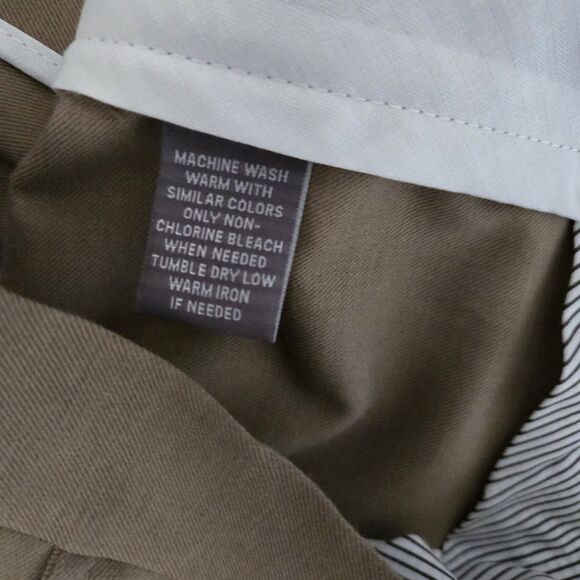 MACHINE WASH
WARM WITH
SIMILAR COLORS
ONLY NON-
CHLORINE BLEACH
WHEN NEEDED
TUMBLE DRY LOW
WARM IRON
IF NEEDED